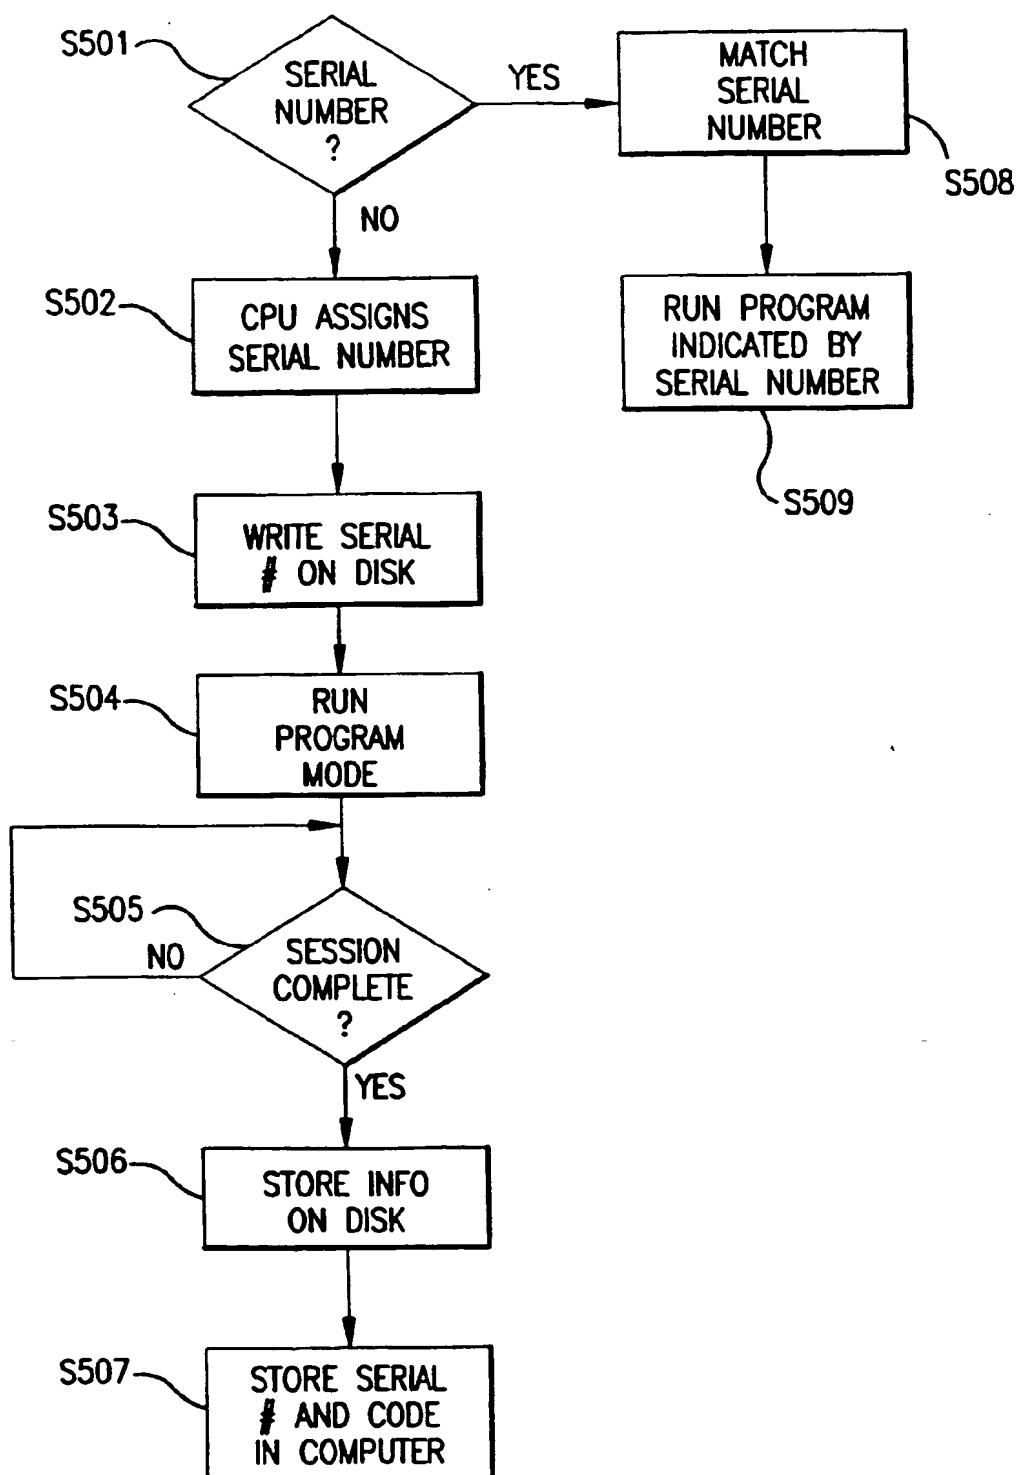 S501
SERIAL
NUMBER
?
YES
MATCH
SERIAL
NUMBER
S508
NO
S502
CPU ASSIGNS
SERIAL NUMBER
RUN PROGRAM
INDICATED BY
SERIAL NUMBER
S509
S503
WRITE SERIAL
# ON DISK
S504
RUN
PROGRAM
MODE
S505
NO
SESSION
COMPLETE
?
YES
S506
STORE INFO
ON DISK
S507
STORE SERIAL
# AND CODE
IN COMPUTER